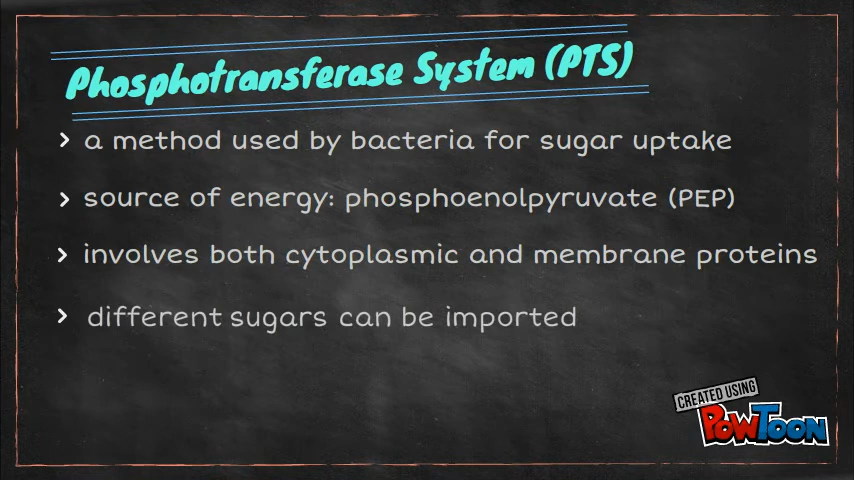 Phosphotransferase System (PTS)
a method used by bacteria for sugar uptake
source of energy: phosphoenolpyruvate (PEP)
involves both cytoplasmic and membrane proteins
different sugars can be imported
CREATED USING
POWTOON